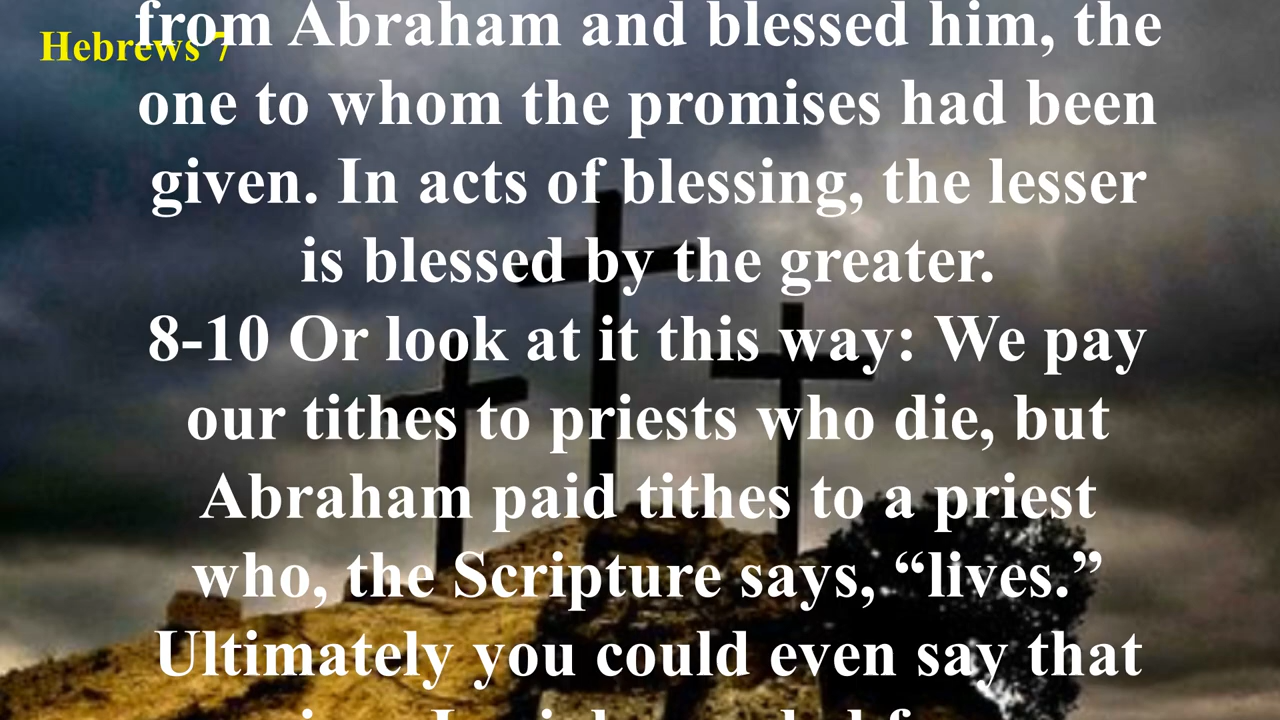 Hebrews 7
from Abraham and blessed him, the
one to whom the promises had been
given. In acts of blessing, the lesser
is blessed by the greater.
8-10 Or look at it this way: We pay
our tithes to priests who die, but
Abraham paid tithes to a priest
who, the Scripture says, “lives.”
Ultimately you could even say that